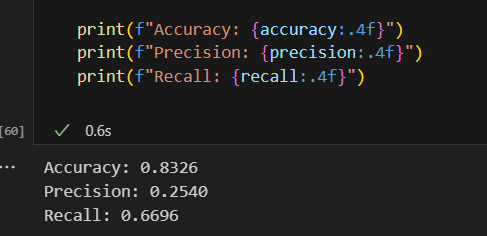 print(f"Accuracy: {accuracy:.4f}")
print(f"Precision: {precision:.4f}")
print(f"Recall: {recall:.4f}")
[60]
0.6s
...
Accuracy: 0.8326
Precision: 0.2540
Recall: 0.6696